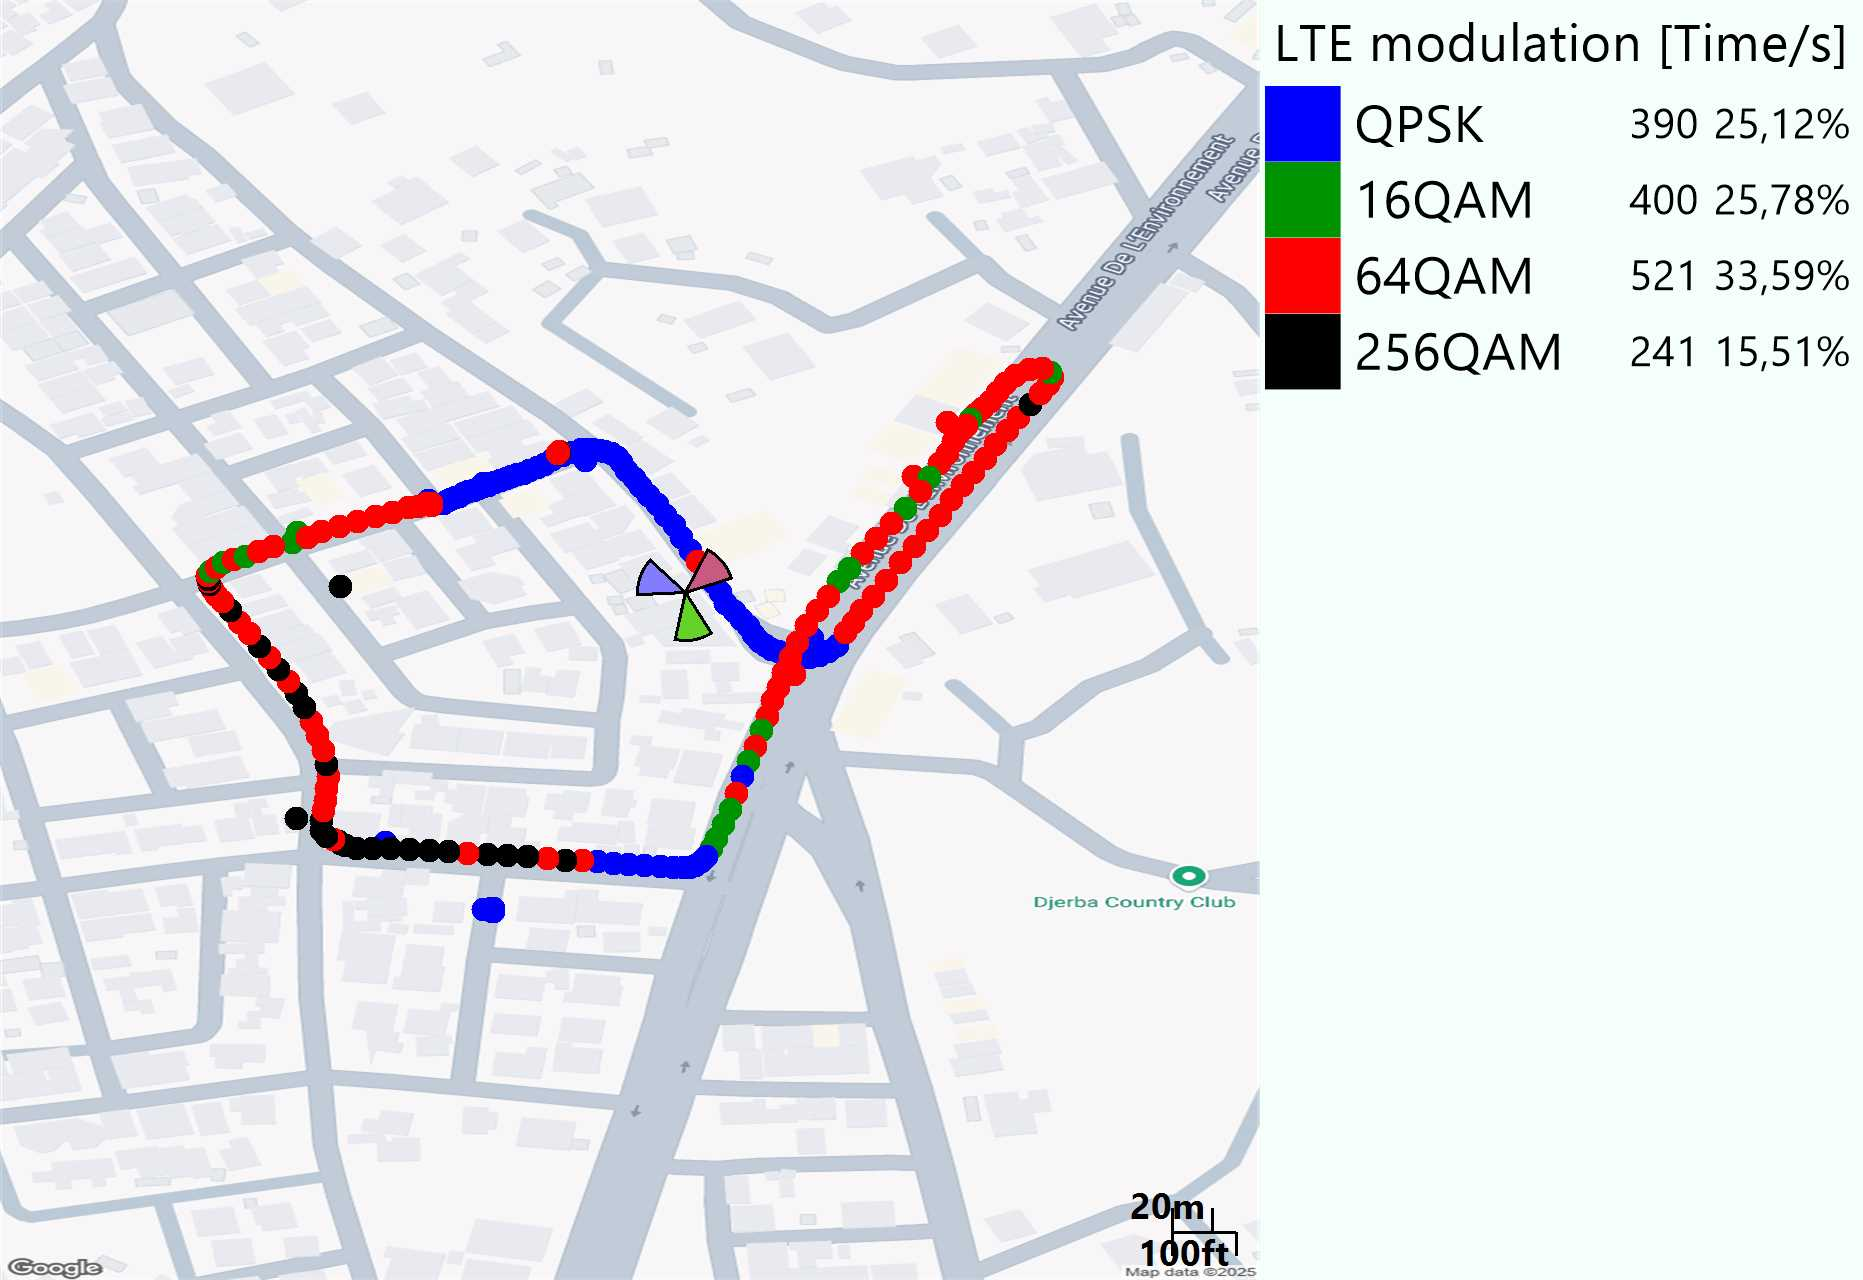 LTE modulation [Time/s]
QPSK 390 25,12%
16QAM 400 25,78%
64QAM 521 33,59%
256QAM 241 15,51%
Avenue De L'Environnement
Avenue
Djerba Country Club
20m
100ft
Google
Map data ©2025